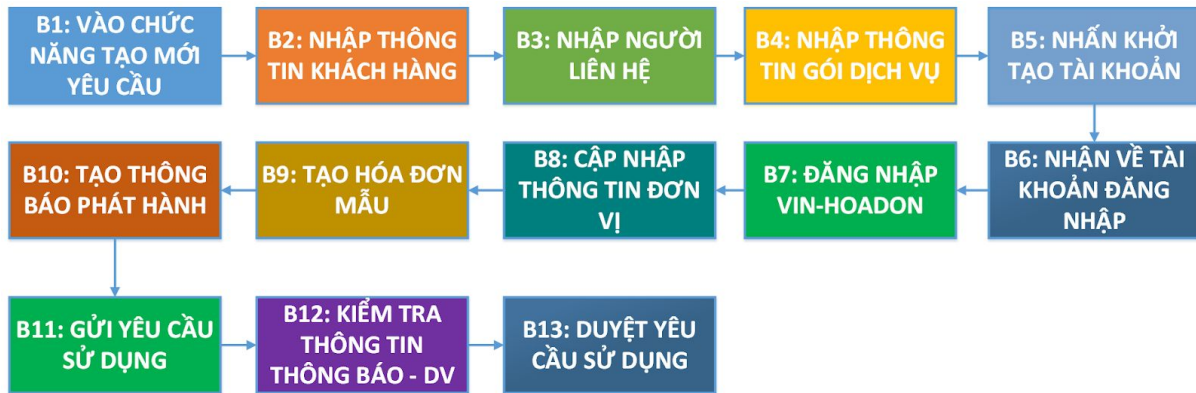 B1: VÀO CHỨC
NĂNG TẠO MỚI
YÊU CẦU
B2: NHẬP THÔNG
TIN KHÁCH HÀNG
B3: NHẬP NGƯỜI
LIÊN HỆ
B4: NHẬP THÔNG
TIN GÓI DỊCH VỤ
B5: NHẤN KHỞI
TẠO TÀI KHOẢN
B6: NHẬN VỀ TÀI
KHOẢN ĐĂNG
NHẬP
B7: ĐĂNG NHẬP
VIN-HOADON
B8: CẬP NHẬP
THÔNG TIN ĐƠN
VỊ
B9: TẠO HÓA ĐƠN
MẪU
B10: TẠO THÔNG
BÁO PHÁT HÀNH
B11: GỬI YÊU CẦU
SỬ DỤNG
B12: KIỂM TRA
THÔNG TIN
THÔNG BÁO - DV
B13: DUYỆT YÊU
CẦU SỬ DỤNG